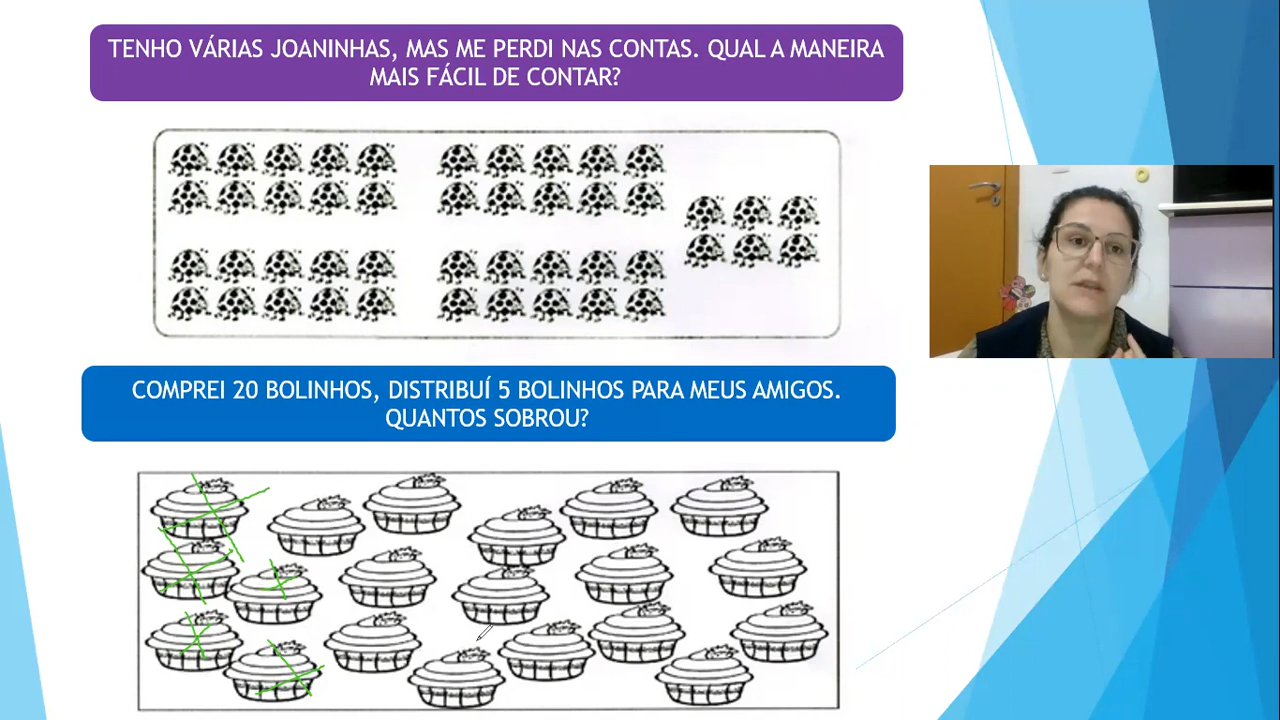 TENHO VÁRIAS JOANINHAS, MAS ME PERDI NAS CONTAS. QUAL A MANEIRA
MAIS FÁCIL DE CONTAR?
COMPREI 20 BOLINHOS, DISTRIBUÍ 5 BOLINHOS PARA MEUS AMIGOS.
QUANTOS SOBROU?